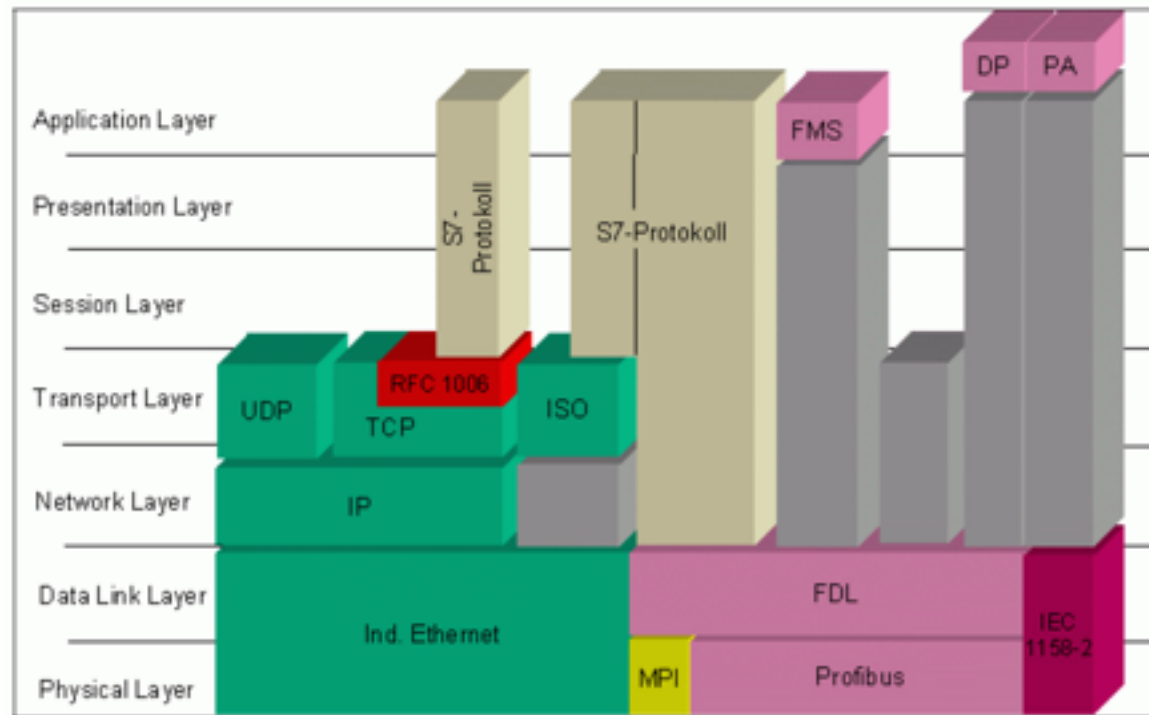 DP PA
Application Layer
FMS
Presentation Layer
S7-
Protokoll
S7-Protokoll
Session Layer
RFC 1006
Transport Layer
UDP
TCP
ISO
Network Layer
IP
Data Link Layer
FDL
Ind. Ethernet
IEC
1158-2
Physical Layer
MPI
Profibus